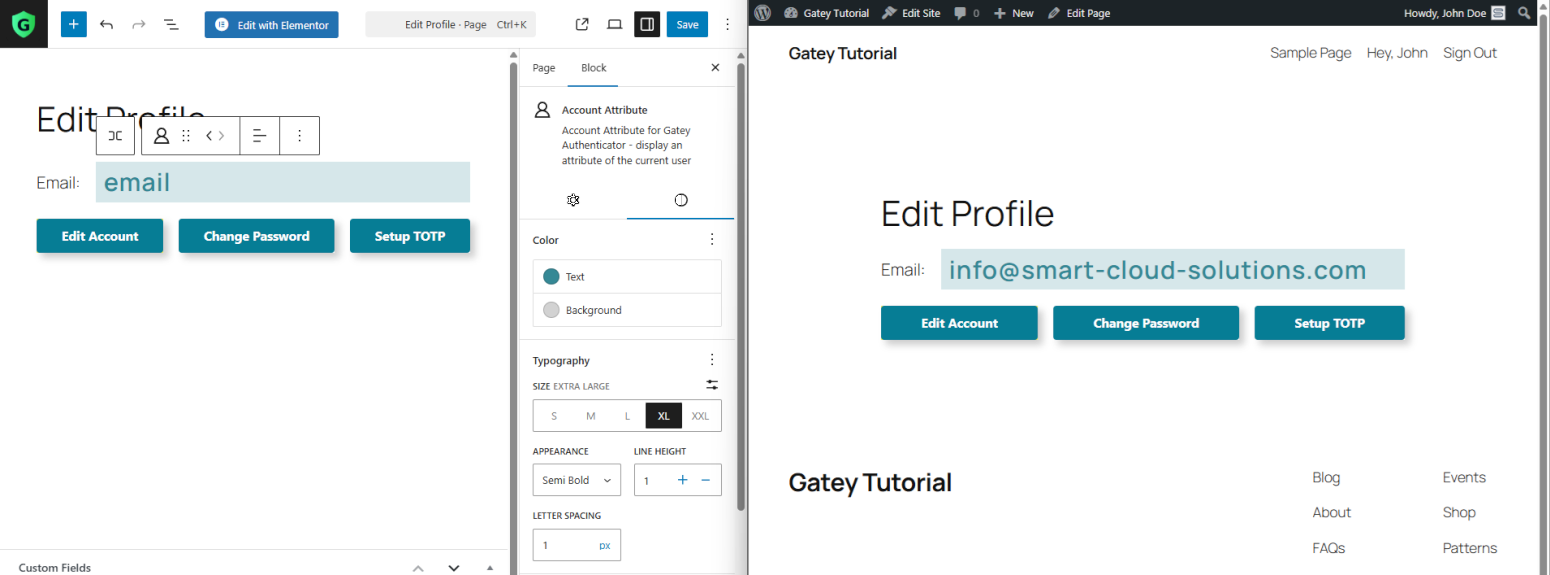 Edit with Elementor
Edit Profile · Page Ctrl+K
Save
Edit Profile
Email: email
Edit Account Change Password Setup TOTP
Custom Fields
Page Block
Account Attribute
Account Attribute for Gatey
Authenticator - display an
attribute of the current user
Color
Text
Background
Typography
SIZE EXTRA LARGE
S M L XL XXL
APPEARANCE LINE HEIGHT
Semi Bold 1
LETTER SPACING
1 px
Gatey Tutorial Edit Site 0 New Edit Page Howdy, John Doe
Gatey Tutorial Sample Page Hey, John Sign Out
Edit Profile
Email: info@smart-cloud-solutions.com
Edit Account Change Password Setup TOTP
Gatey Tutorial
Blog Events
About Shop
FAQs Patterns